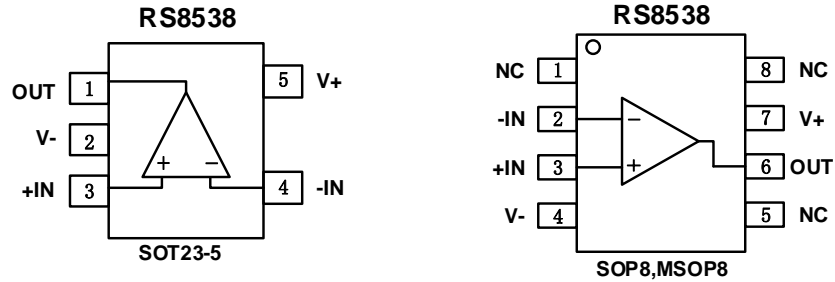 RS8538
OUT 1
5 V+
V- 2
+IN 3
+ −
4 -IN
SOT23-5
RS8538
NC 1
8 NC
-IN 2
−
7 V+
+IN 3
+
6 OUT
V- 4
5 NC
SOP8,MSOP8